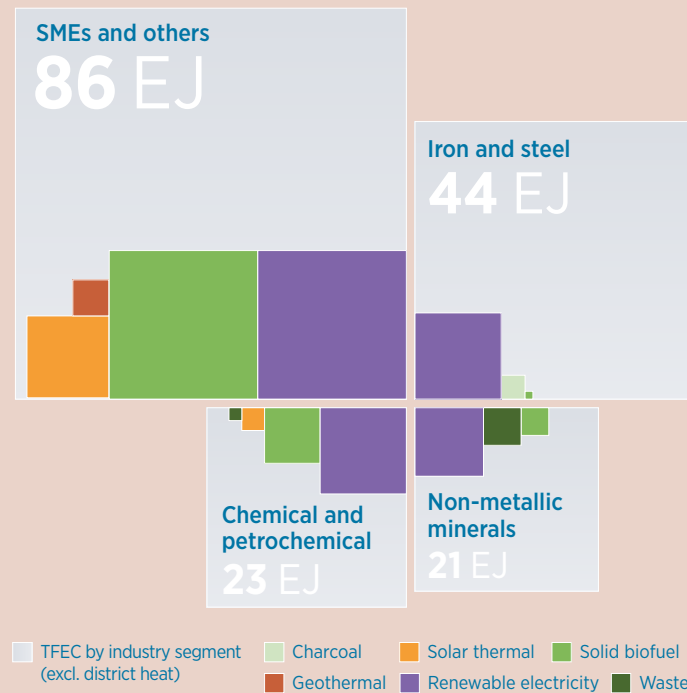 SMEs and others
86 EJ
Iron and steel
44 EJ
Chemical and
petrochemical
23 EJ
Non-metallic
minerals
21 EJ
TFEC by industry segment
(excl. district heat)
Charcoal
Solar thermal
Solid biofuel
Geothermal
Renewable electricity
Waste